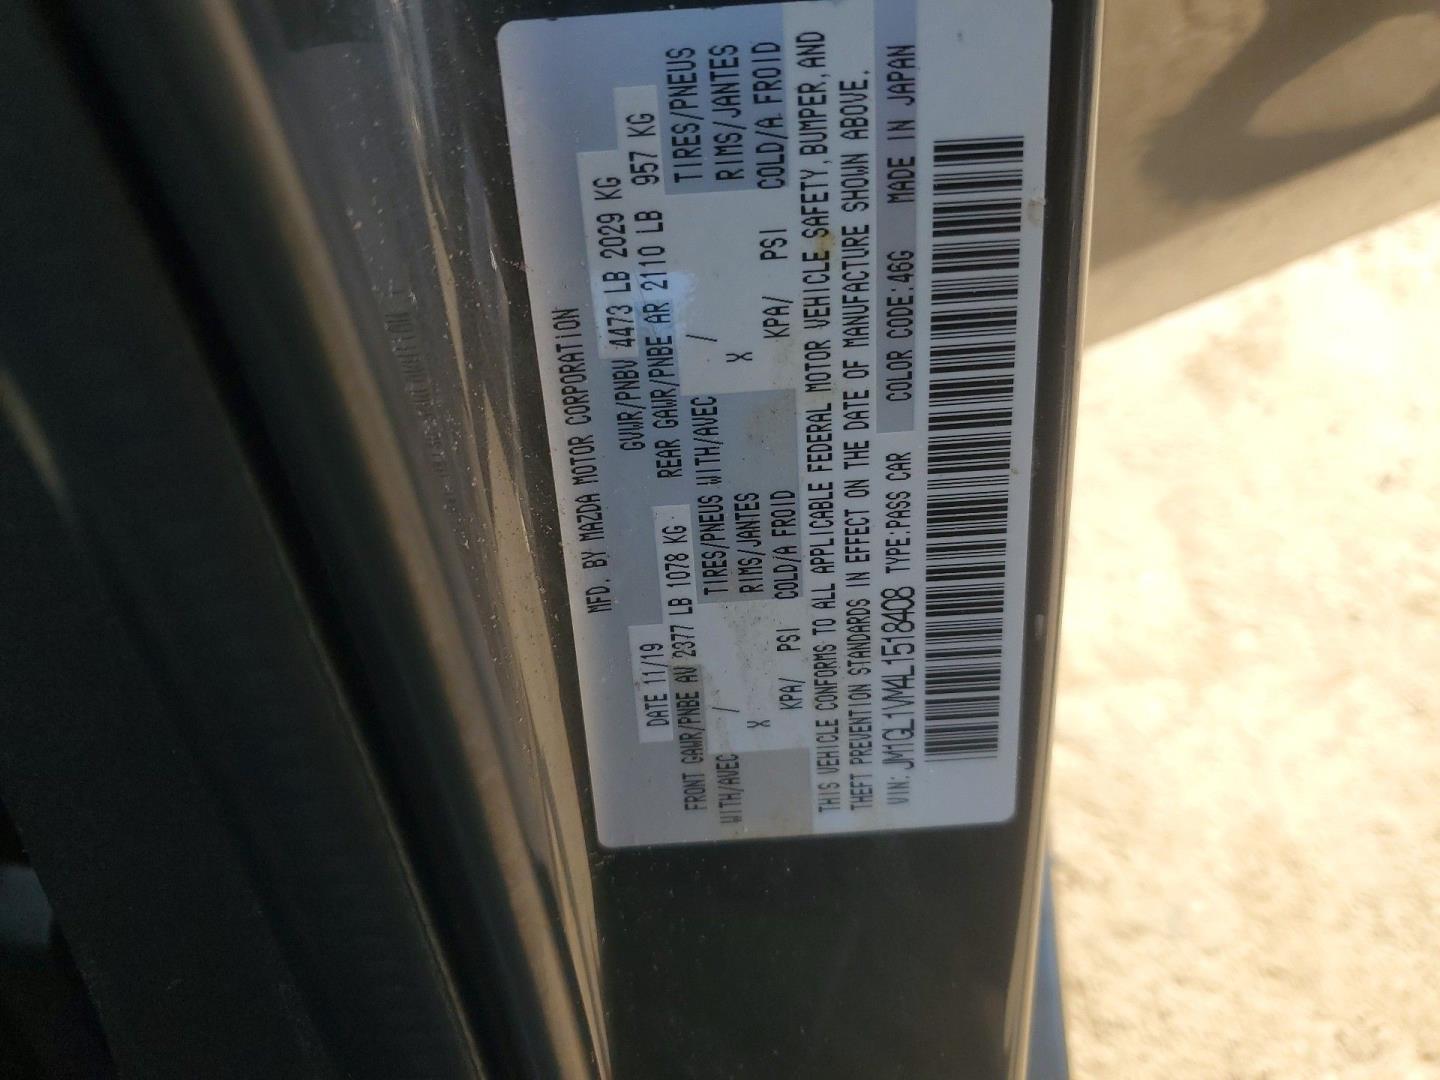 MFD. BY MAZDA MOTOR CORPORATION
DATE 11/19 GVWR/PNBV 4473 LB 2029 KG
FRONT GAWR/PNBE AV 2377 LB 1078 KG REAR GAWR/PNBE AR 2110 LB 957 KG
WITH/AVEC / TIRES/PNEUS WITH/AVEC / TIRES/PNEUS
X RIMS/JANTES X RIMS/JANTES
KPA/ PSI COLD/A FROID KPA/ PSI COLD/A FROID
THIS VEHICLE CONFORMS TO ALL APPLICABLE FEDERAL MOTOR VEHICLE SAFETY, BUMPER, AND
THEFT PREVENTION STANDARDS IN EFFECT ON THE DATE OF MANUFACTURE SHOWN ABOVE.
VIN: JM1GL1VM4L1518408 TYPE: PASS CAR COLOR CODE: 46G MADE IN JAPAN